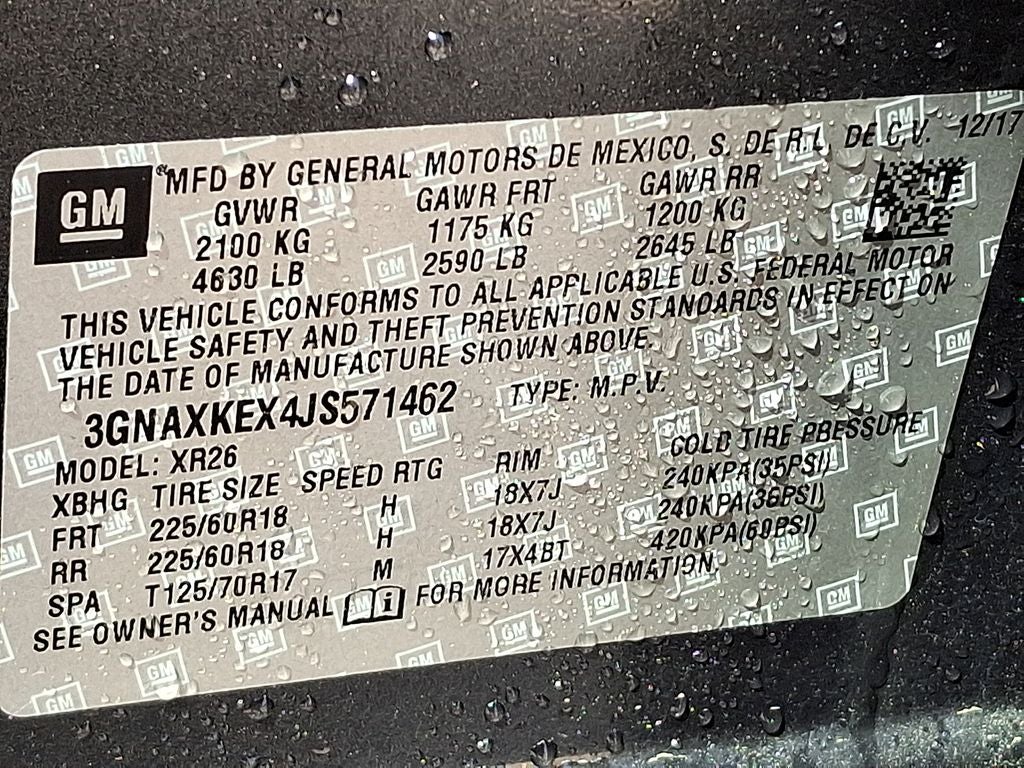 GM
MFD BY GENERAL MOTORS DE MEXICO, S. DE R.L. DE C.V. 12/17
GVWR GAWR FRT GAWR RR
2100 KG 1175 KG 1200 KG
4630 LB 2590 LB 2645 LB
THIS VEHICLE CONFORMS TO ALL APPLICABLE U.S. FEDERAL MOTOR
VEHICLE SAFETY AND THEFT PREVENTION STANDARDS IN EFFECT ON
THE DATE OF MANUFACTURE SHOWN ABOVE.
3GNAXKEX4JS571462 TYPE: M.P.V.
MODEL: XR26
XBHG TIRE SIZE SPEED RTG RIM COLD TIRE PRESSURE
FRT 225/60R18 H 18X7J 240KPA(35PSI)
RR 225/60R18 H 18X7J 240KPA(35PSI)
SPA T125/70R17 M 17X4BT 420KPA(60PSI)
SEE OWNER'S MANUAL FOR MORE INFORMATION.